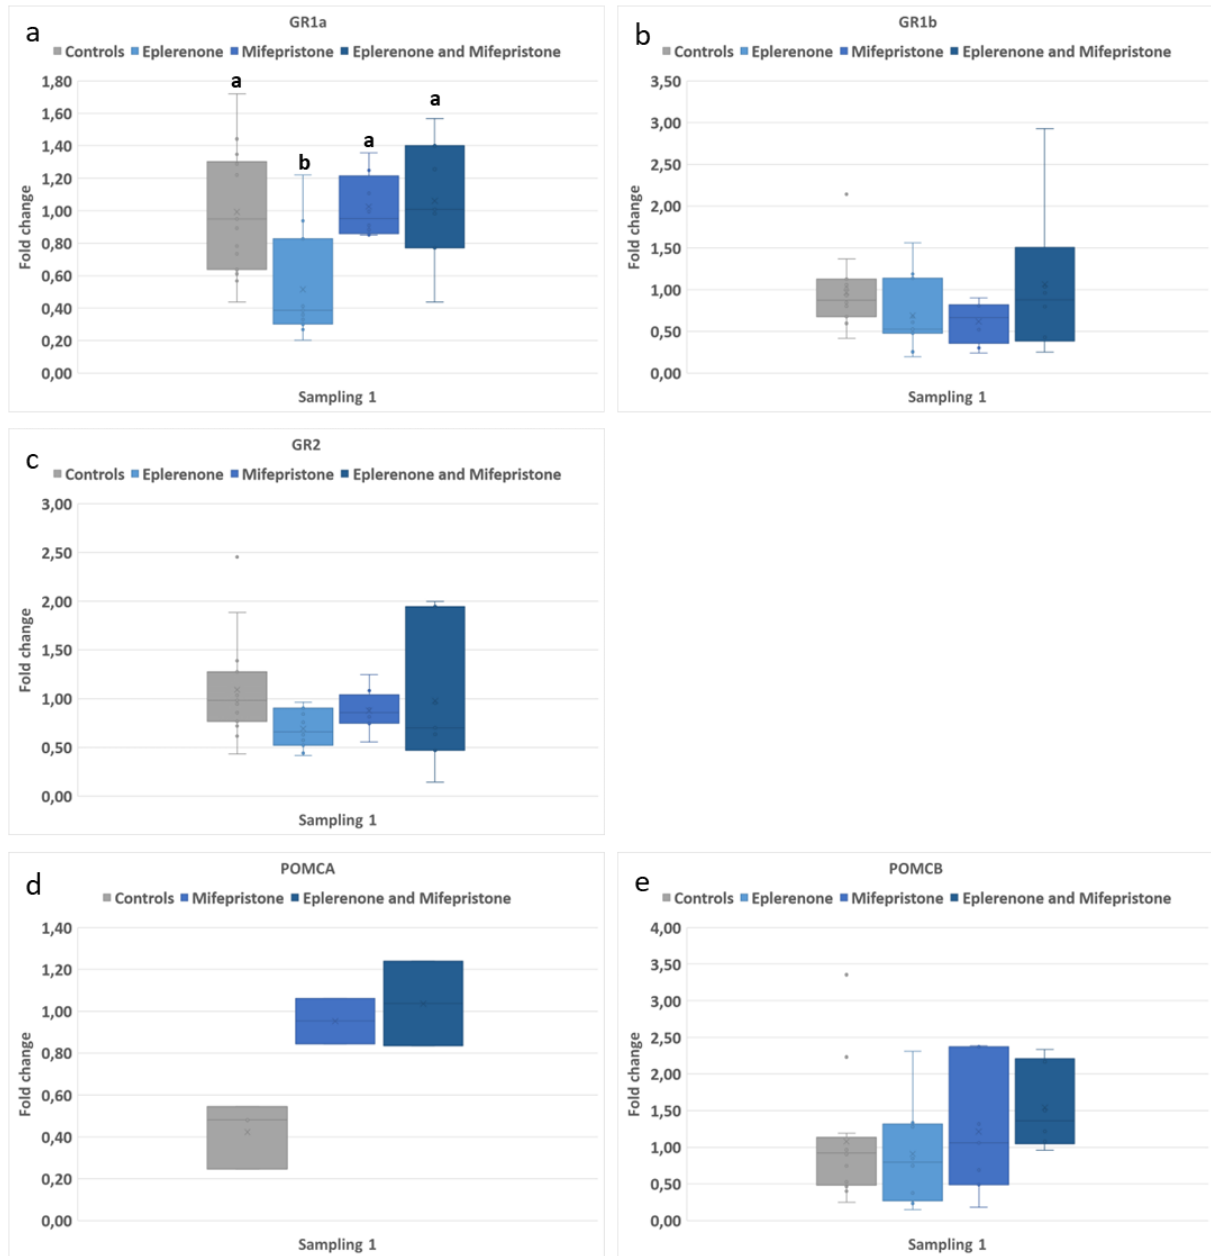 a
GR1a
Controls Eplerenone Mifepristone Eplerenone and Mifepristone
1,80
1,60
1,40
1,20
1,00
0,80
0,60
0,40
0,20
0,00
Fold change
a
b
a
a
Sampling 1
b
GR1b
Controls Eplerenone Mifepristone Eplerenone and Mifepristone
3,50
3,00
2,50
2,00
1,50
1,00
0,50
0,00
Fold change
Sampling 1
c
GR2
Controls Eplerenone Mifepristone Eplerenone and Mifepristone
3,00
2,50
2,00
1,50
1,00
0,50
0,00
Fold change
Sampling 1
d
POMCA
Controls Mifepristone Eplerenone and Mifepristone
1,40
1,20
1,00
0,80
0,60
0,40
0,20
0,00
Fold change
Sampling 1
e
POMCB
Controls Eplerenone Mifepristone Eplerenone and Mifepristone
4,00
3,50
3,00
2,50
2,00
1,50
1,00
0,50
0,00
Fold change
Sampling 1